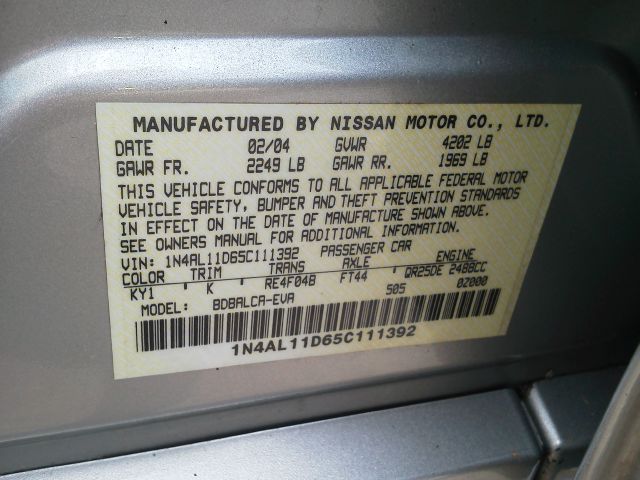 MANUFACTURED BY NISSAN MOTOR CO., LTD.
DATE 02/04 GVWR 4202 LB
GAWR FR. 2249 LB GAWR RR. 1969 LB
THIS VEHICLE CONFORMS TO ALL APPLICABLE FEDERAL MOTOR
VEHICLE SAFETY, BUMPER AND THEFT PREVENTION STANDARDS
IN EFFECT ON THE DATE OF MANUFACTURE SHOWN ABOVE.
SEE OWNERS MANUAL FOR ADDITIONAL INFORMATION.
VIN: 1N4AL11D65C111392 PASSENGER CAR
COLOR TRIM TRANS AXLE ENGINE
KY1 K RE4F04B FT44 QR25DE 2488CC
MODEL: BDBALCA-EVA 505 0Z000
1N4AL11D65C111392